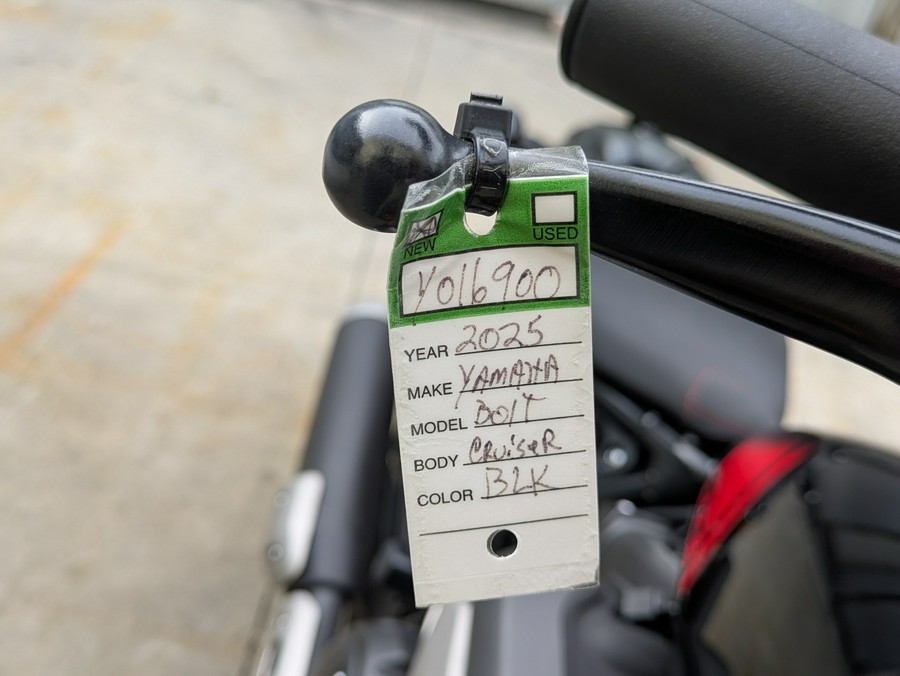 NEW USED
Y016900
YEAR 2025
MAKE YAMAHA
MODEL BOlT
BODY CRuiseR
COLOR BLK